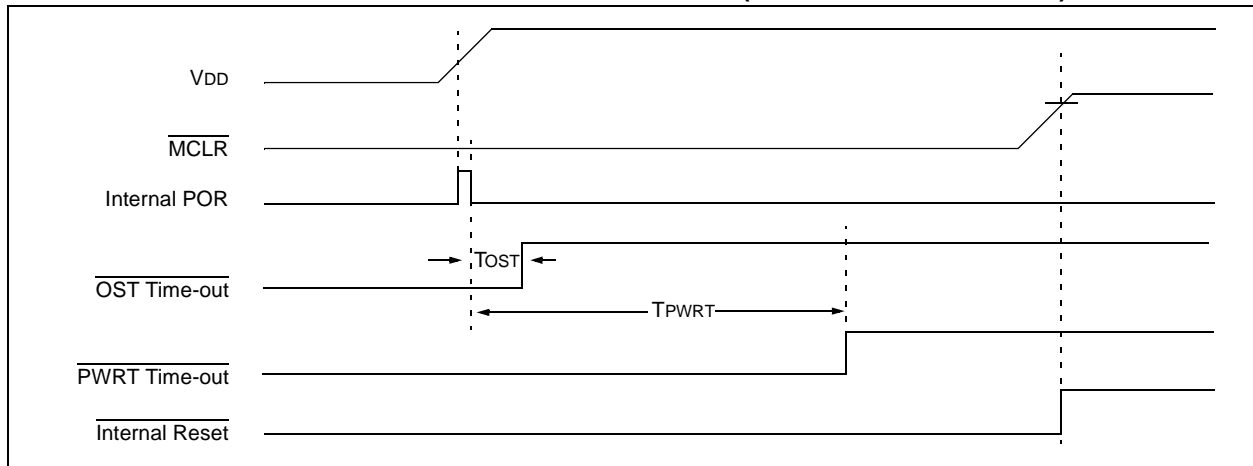 VDD
MCLR
Internal POR
TOST
OST Time-out
TPWRT
PWRT Time-out
Internal Reset